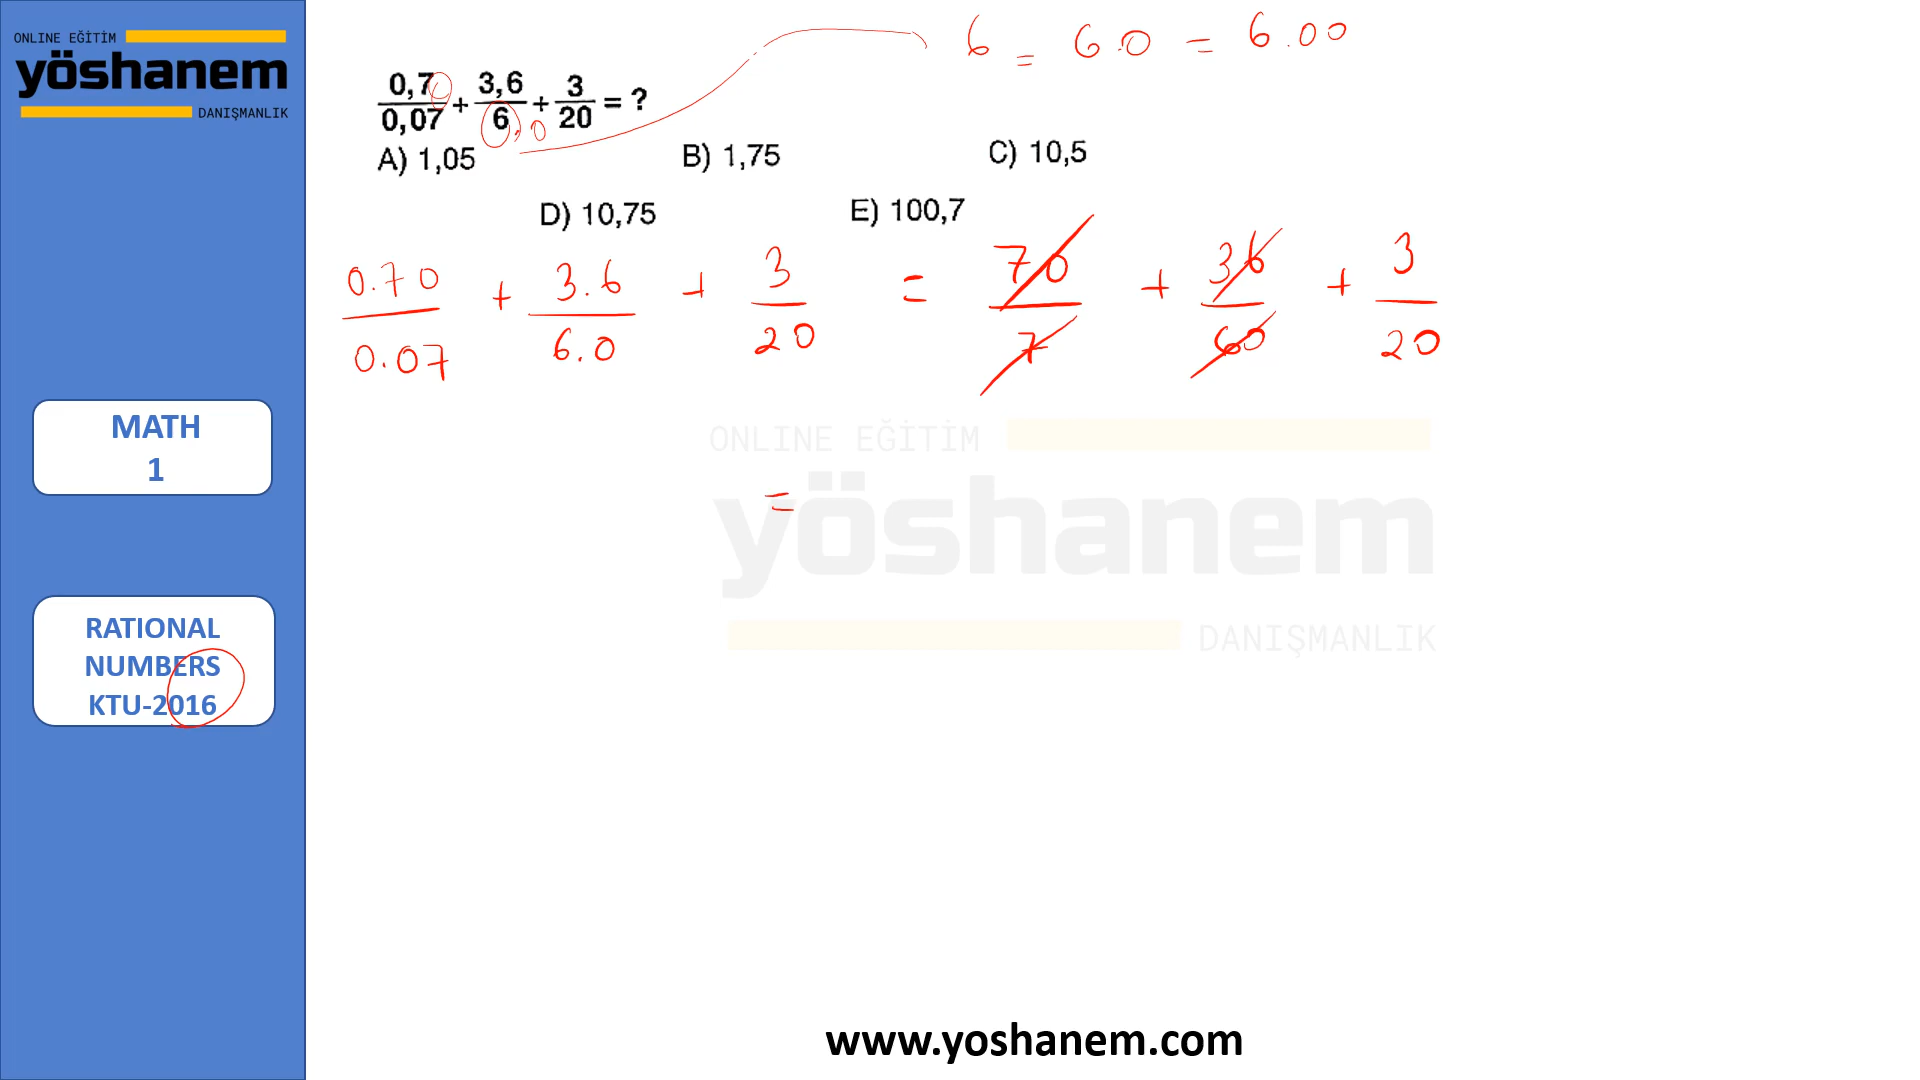 ONLINE EĞİTİM
yöshanem
DANIŞMANLIK
MATH
1
RATIONAL
NUMBERS
KTU-2016
6 = 6.0 = 6.00
0,70/0,07 + 3,6/6,0 + 3/20 = ?
A) 1,05 B) 1,75 C) 10,5
D) 10,75 E) 100,7
0.70/0.07 + 3.6/6.0 + 3/20 = 70/7 + 36/60 + 3/20
=
ONLINE EĞİTİM
yöshanem
DANIŞMANLIK
www.yoshanem.com